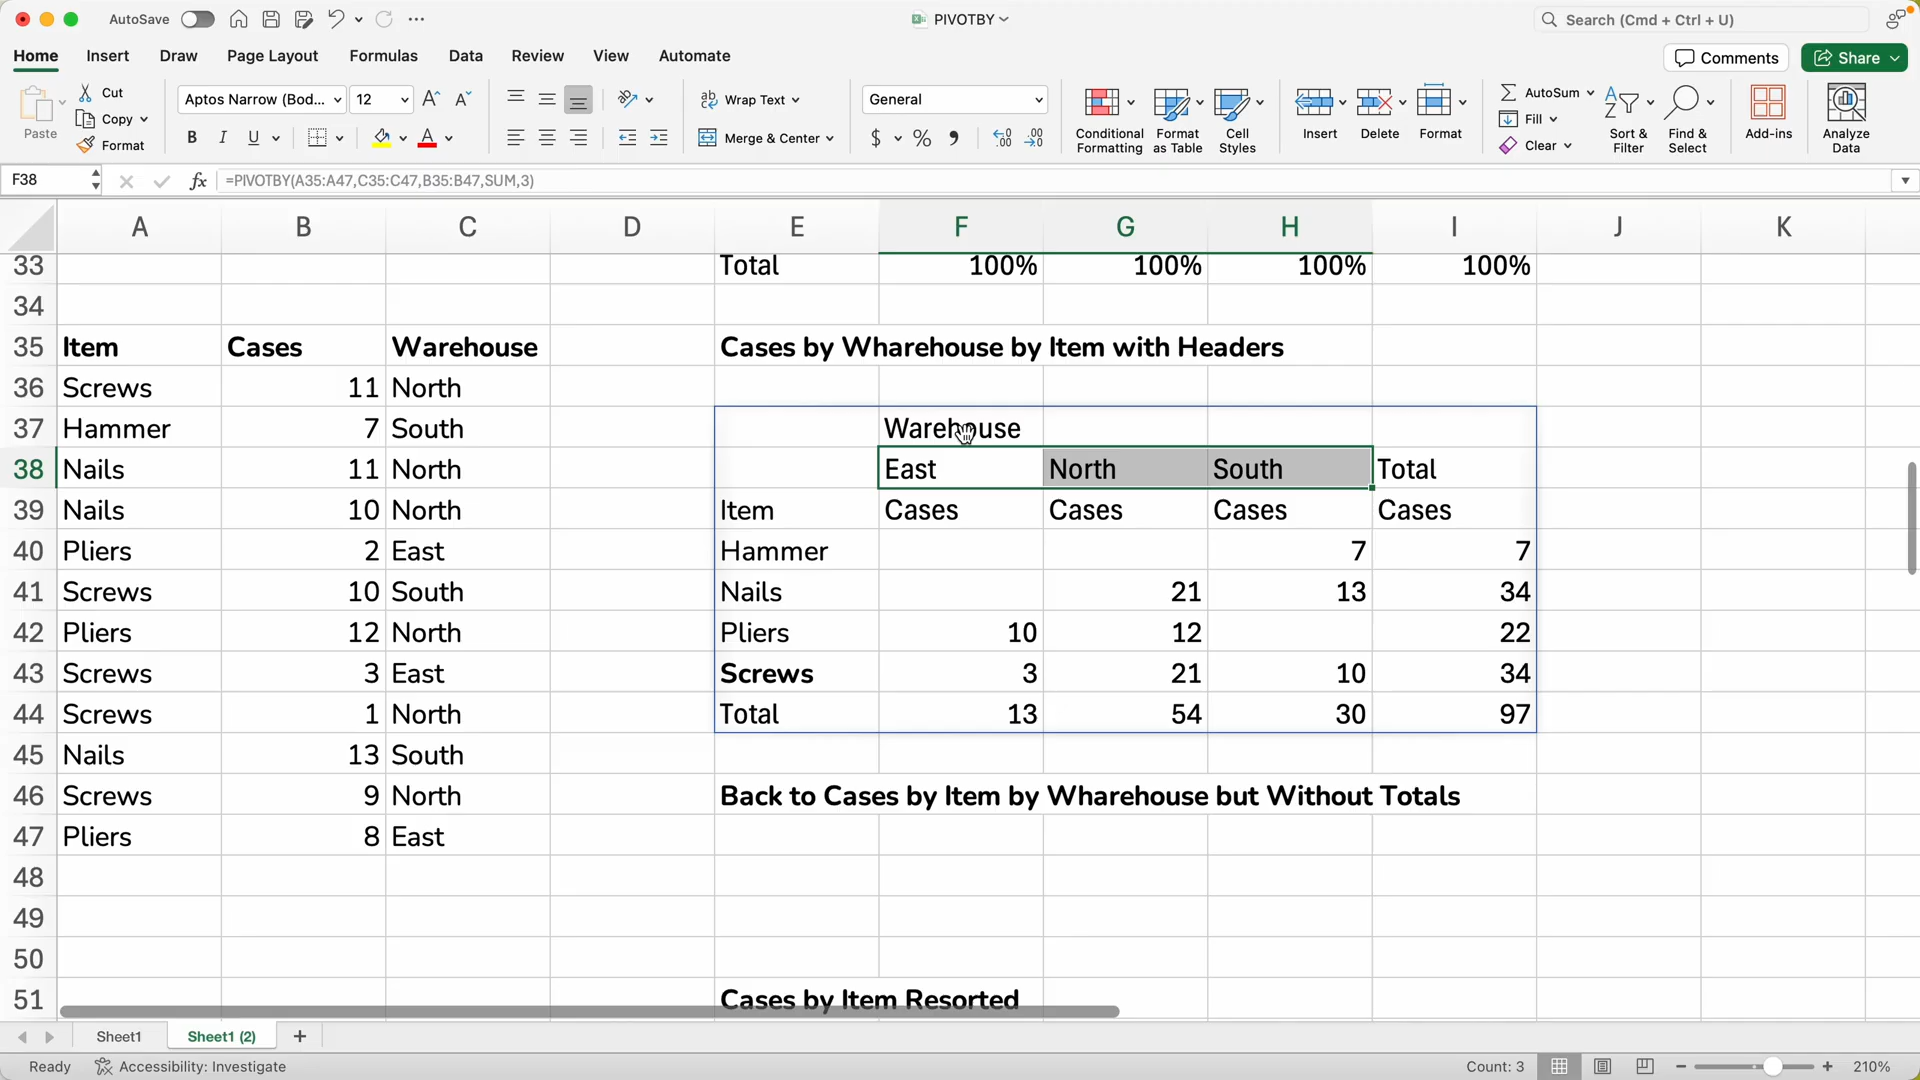 AutoSave PIVOTBY Search (Cmd + Ctrl + U)
Home Insert Draw Page Layout Formulas Data Review View Automate Comments Share
Paste Cut Copy Format Aptos Narrow (Bod... 12 A^ A˅ B I U A ab Wrap Text Merge & Center General $ % 9 Conditional Formatting Format as Table Cell Styles Insert Delete Format AutoSum Fill Clear Sort & Filter Find & Select Add-ins Analyze Data
F38 fx =PIVOTBY(A35:A47,C35:C47,B35:B47,SUM,3)
A B C D E F G H I J K
33 Total 100% 100% 100% 100%
34
35 Item Cases Warehouse Cases by Wharehouse by Item with Headers
36 Screws 11 North
37 Hammer 7 South Warehouse
38 Nails 11 North East North South Total
39 Nails 10 North Item Cases Cases Cases Cases
40 Pliers 2 East Hammer 7 7
41 Screws 10 South Nails 21 13 34
42 Pliers 12 North Pliers 10 12 22
43 Screws 3 East Screws 3 21 10 34
44 Screws 1 North Total 13 54 30 97
45 Nails 13 South
46 Screws 9 North Back to Cases by Item by Wharehouse but Without Totals
47 Pliers 8 East
48
49
50
51 Cases by Item Resorted
Sheet1 Sheet1 (2) +
Ready Accessibility: Investigate Count: 3 − + 210%